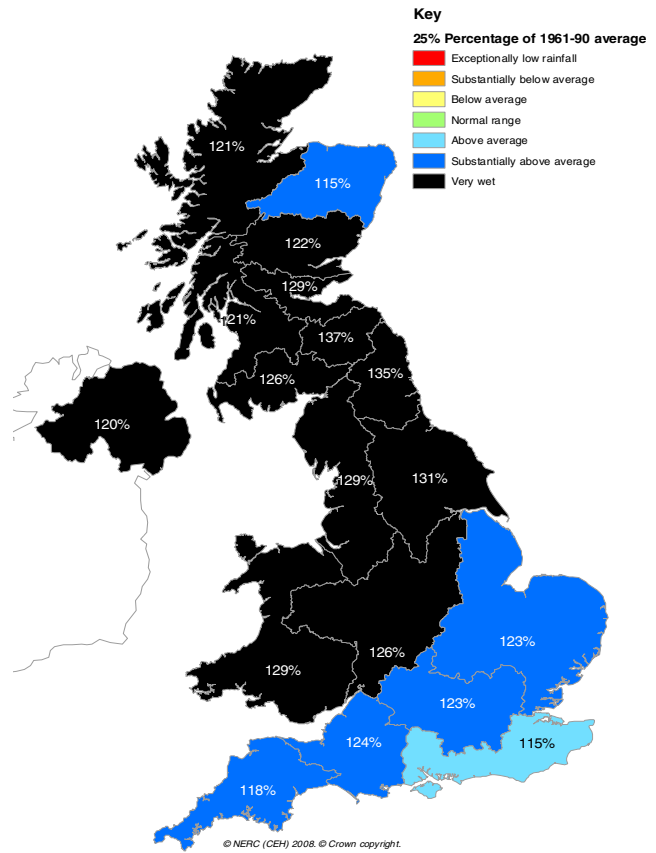 Key
25% Percentage of 1961-90 average
Exceptionally low rainfall
Substantially below average
Below average
Normal range
Above average
Substantially above average
Very wet
121%
115%
122%
129%
121%
137%
135%
126%
120%
129%
131%
123%
126%
129%
123%
124%
115%
118%
© NERC (CEH) 2008. © Crown copyright.